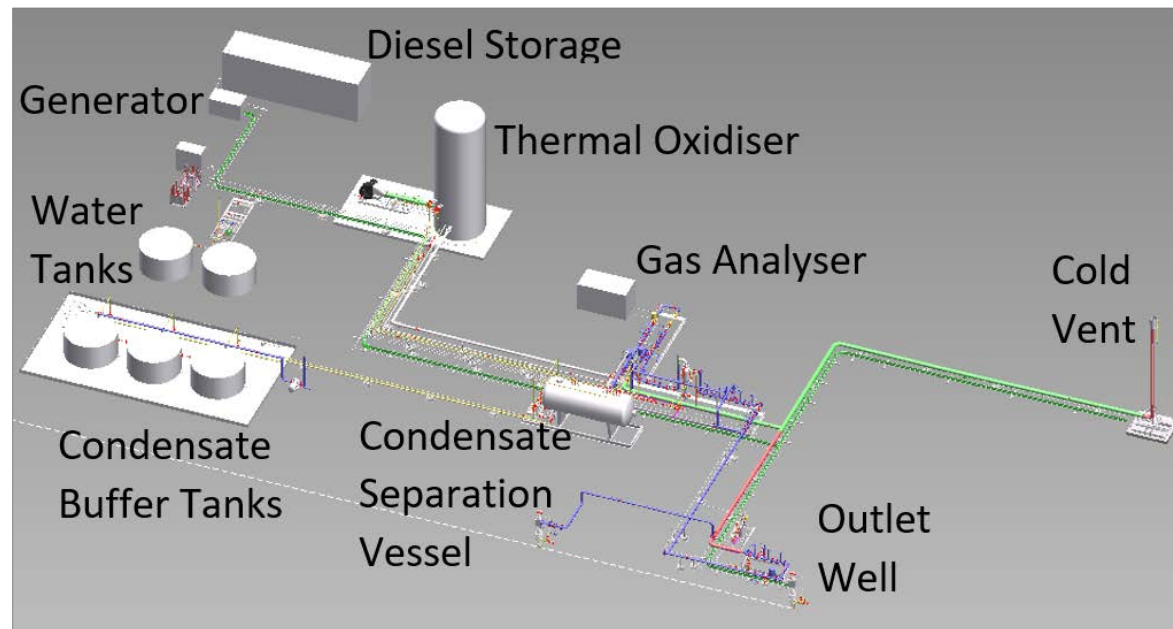 Diesel Storage
Generator
Thermal Oxidiser
Water
Tanks
Gas Analyser
Cold
Vent
Condensate
Buffer Tanks
Condensate
Separation
Vessel
Outlet
Well